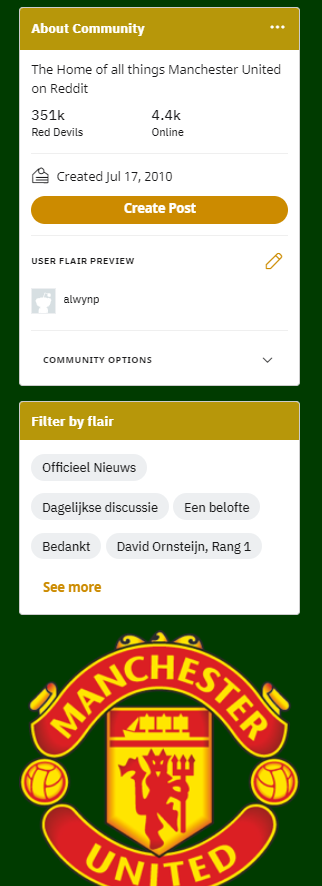 About Community
The Home of all things Manchester United
on Reddit
351k
4.4k
Red Devils
Online
Created Jul 17, 2010
Create Post
USER FLAIR PREVIEW
alwynp
COMMUNITY OPTIONS
Filter by flair
Officieel Nieuws
Dagelijkse discussie
Een belofte
Bedankt
David Ornsteijn, Rang 1
See more
MANCHESTER
UNITED